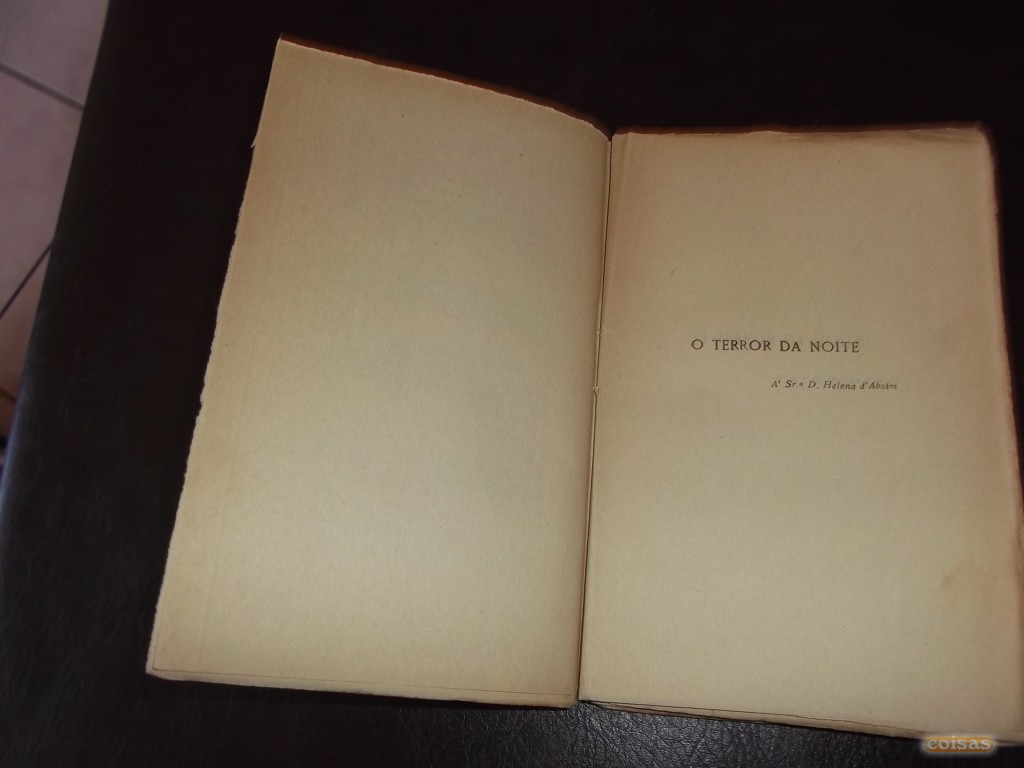 O TERROR DA NOITE
A' Sr.ª D. Helena d'Aboim
coisas